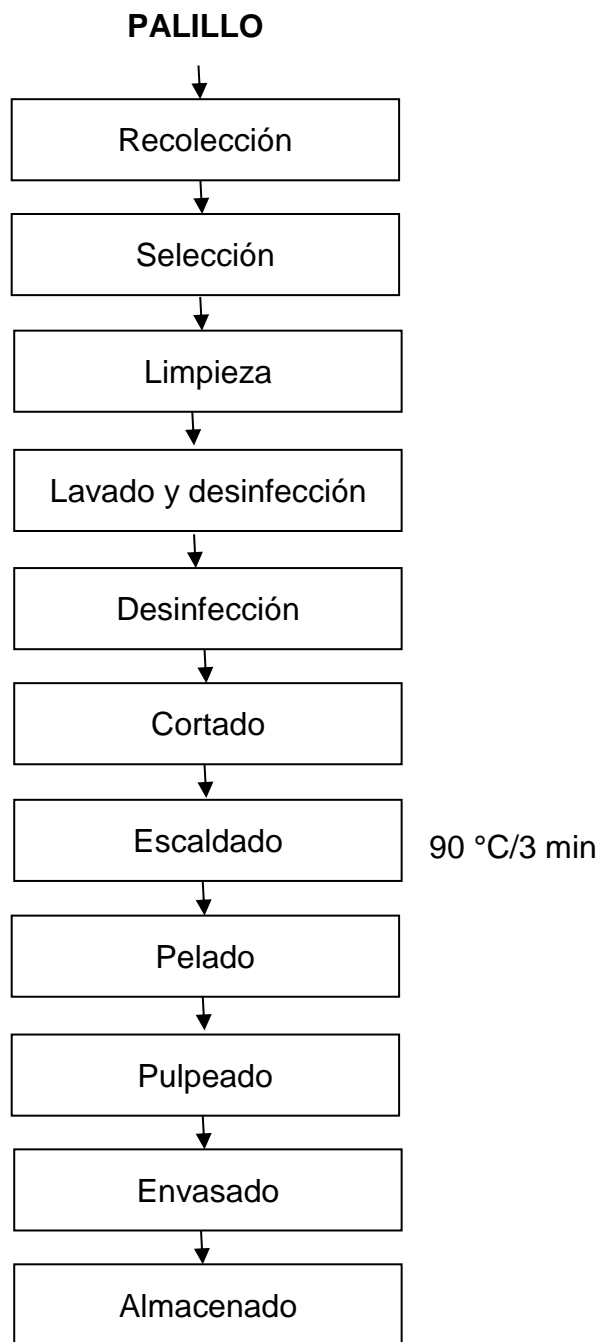 PALILLO
Recolección
Selección
Limpieza
Lavado y desinfección
Desinfección
Cortado
Escaldado
90 °C/3 min
Pelado
Pulpeado
Envasado
Almacenado